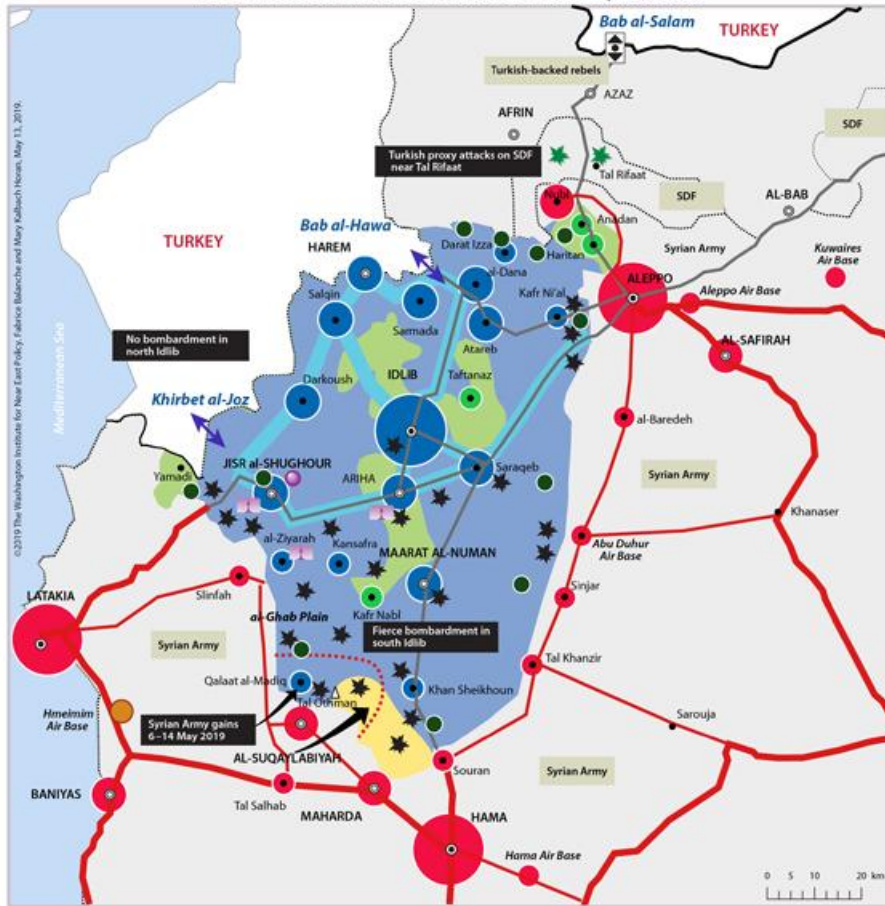 Bab al-Salam
TURKEY
Turkish-backed rebels
AZAZ
AFRIN
SDF
Turkish proxy attacks on SDF
near Tal Rifaat
Tal Rifaat
SDF
AL-BAB
Nubl
Anadan
Bab al-Hawa
TURKEY
HAREM
Darat Izza
Haritan
Syrian Army
Kuwaires
Air Base
al-Dana
ALEPPO
Salqin
Kafr Ni'al
Aleppo Air Base
Sarmada
Atareb
AL-SAFIRAH
No bombardment in
north Idlib
IDLIB
Darkoush
Taftanaz
Khirbet al-Joz
al-Baredeh
Mediterranean Sea
©2019 The Washington Institute for Near East Policy. Fabrice Balanche and Mary Kalbach Horan, May 13, 2019.
JISR al-SHUGHOUR
Yamadi
ARIHA
Saraqeb
Syrian Army
Khanaser
al-Ziyarah
Kansafra
MAARAT AL-NUMAN
Abu Duhur
Air Base
LATAKIA
Slinfah
Sinjar
al-Ghab Plain
Kafr Nabl
Fierce bombardment in
south Idlib
Syrian Army
Tal Khanzir
Qalaat al-Madiq
Khan Sheikhoun
Tal Othman
Hmeimim
Air Base
Syrian Army gains
6–14 May 2019
Sarouja
AL-SUQAYLABIYAH
Souran
Syrian Army
BANIYAS
Tal Salhab
MAHARDA
HAMA
Hama Air Base
0 5 10 20 km